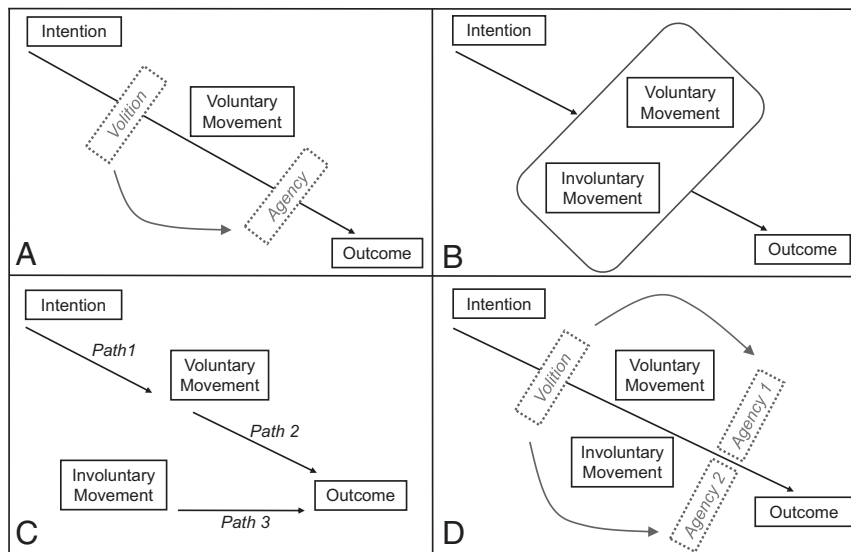 Intention
Volition
Voluntary
Movement
Agency
Outcome
A
Intention
Voluntary
Movement
Involuntary
Movement
Outcome
B
Intention
Path1
Voluntary
Movement
Path 2
Involuntary
Movement
Path 3
Outcome
C
Intention
Volition
Voluntary
Movement
Agency 1
Involuntary
Movement
Agency 2
Outcome
D